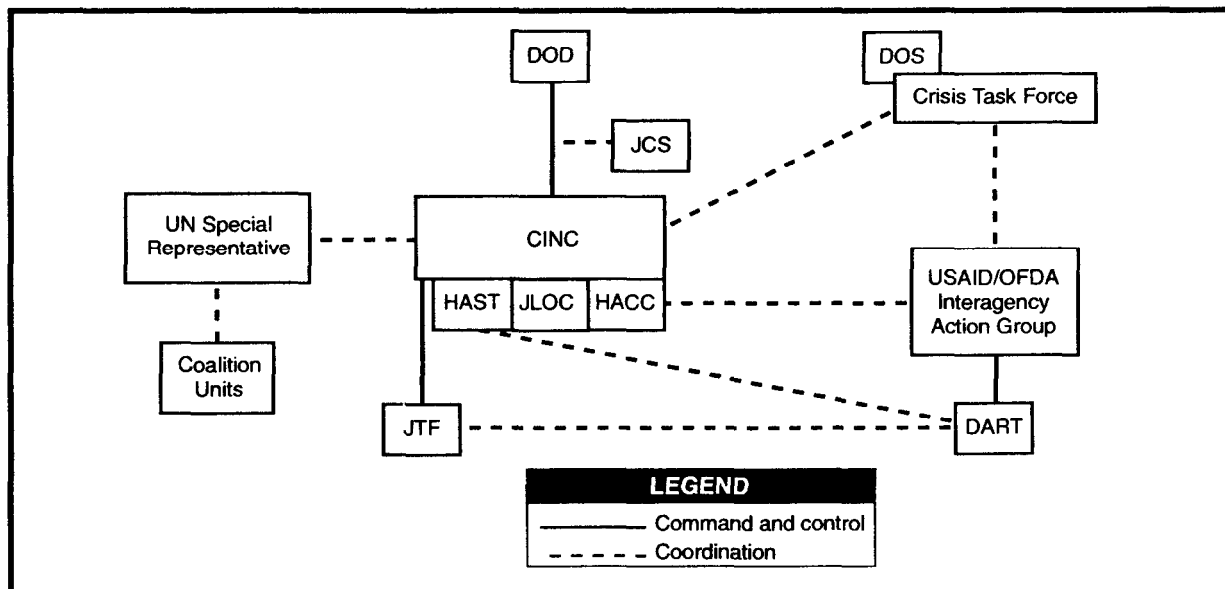 DOD
DOS
Crisis Task Force
JCS
UN Special
Representative
CINC
USAID/OFDA
Interagency
Action Group
HAST
JLOC
HACC
Coalition
Units
JTF
DART
LEGEND
Command and control
Coordination